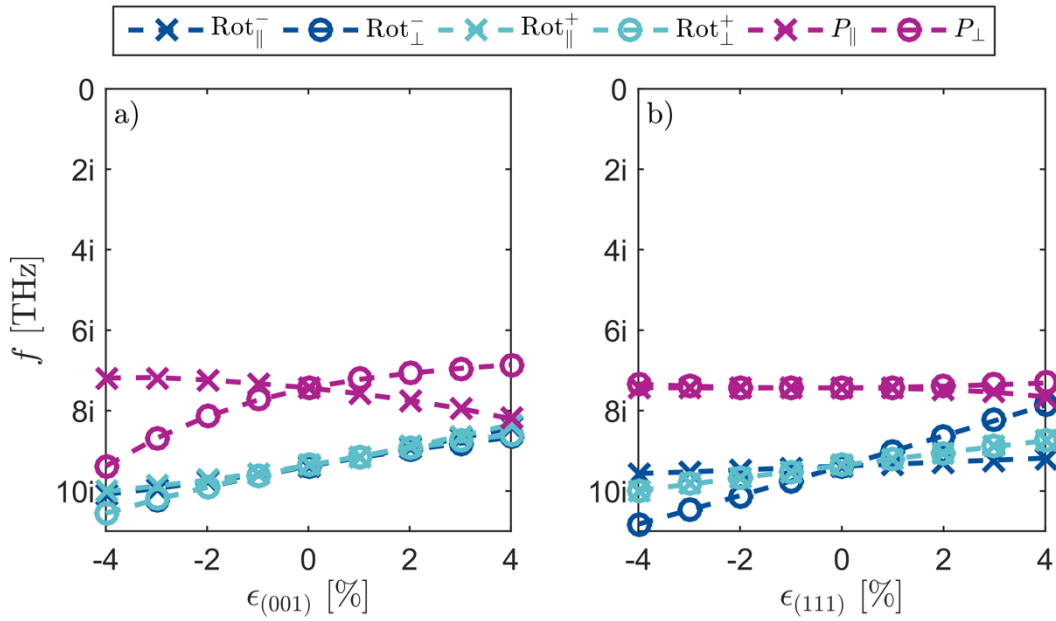 Rot∥⁻ Rot⊥⁻ Rot∥⁺ Rot⊥⁺ P∥ P⊥
a) b)
0 0
2i 2i
4i 4i
6i 6i
8i 8i
10i 10i
f [THz]
-4 -2 0 2 4 -4 -2 0 2 4
ϵ(001) [%] ϵ(111) [%]